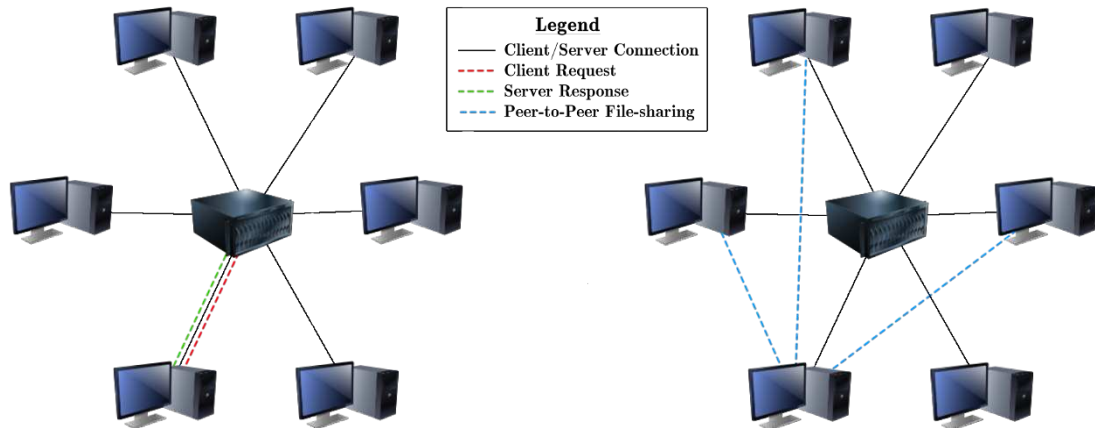 Legend
Client/Server Connection
Client Request
Server Response
Peer-to-Peer File-sharing